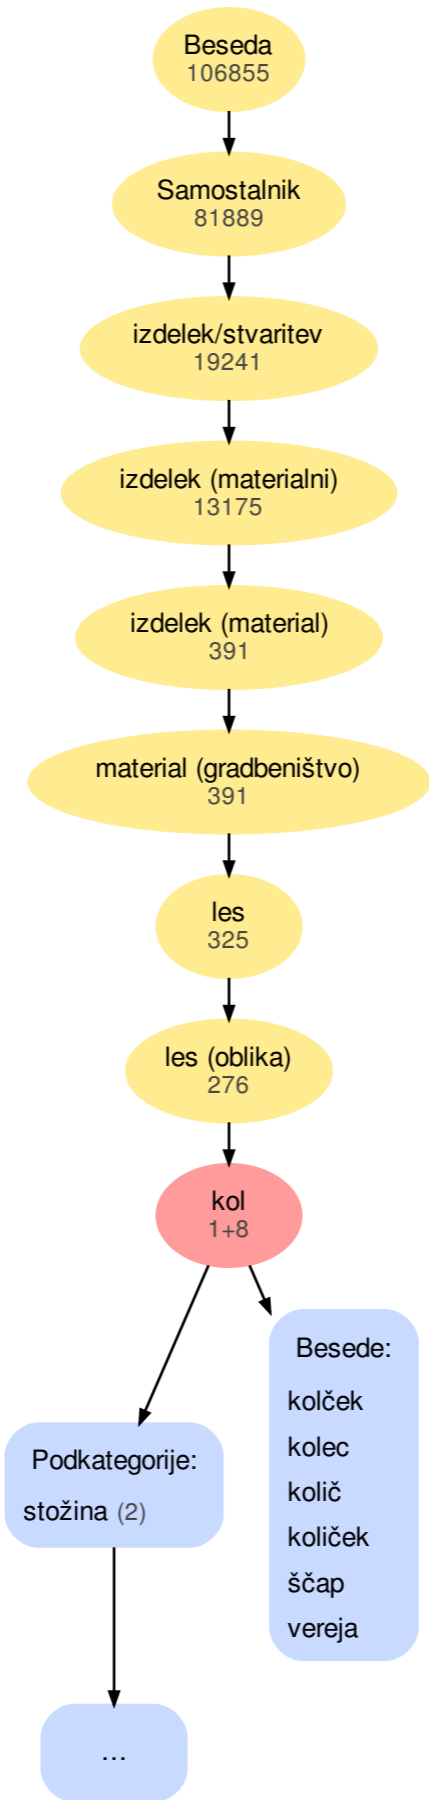 Beseda
106855
Samostalnik
81889
izdelek/stvaritev
19241
izdelek (materialni)
13175
izdelek (material)
391
material (gradbeništvo)
391
les
325
les (oblika)
276
kol
1+8
Podkategorije:
stožina (2)
...
Besede:
kolček
kolec
količ
količek
ščap
vereja